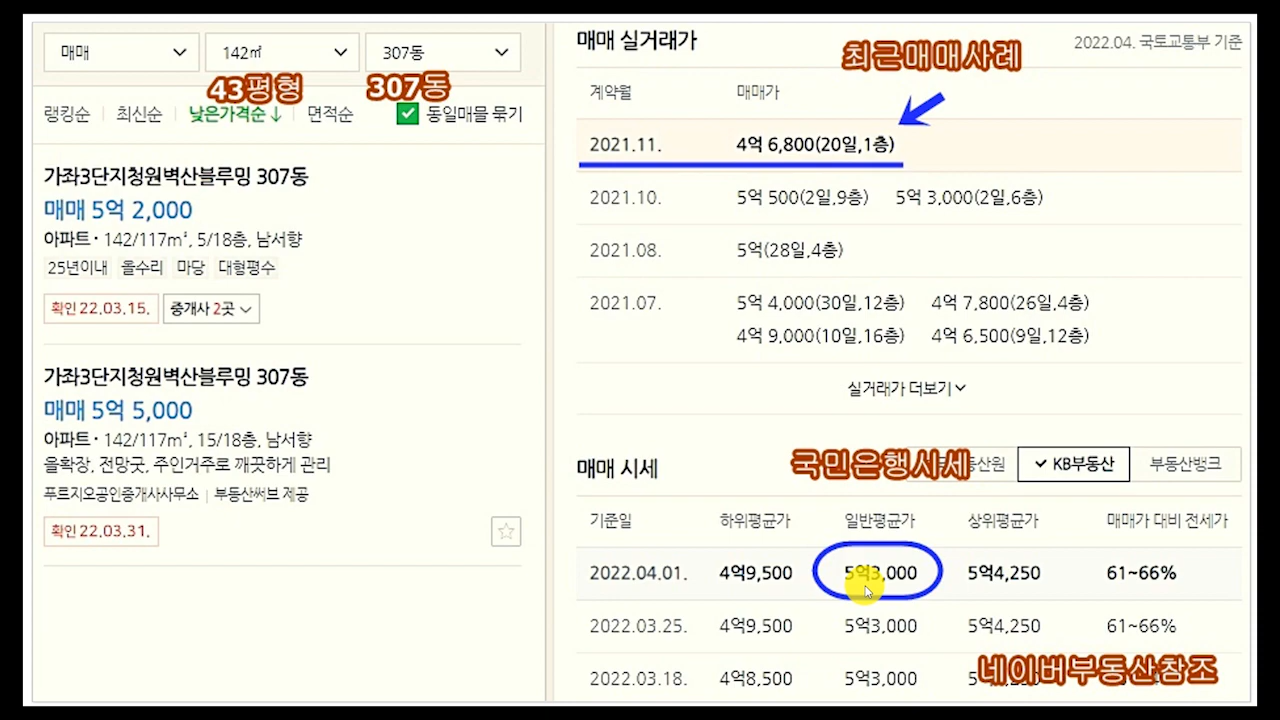 매매
142㎡
307동
43평형
307동
랭킹순 최신순 낮은가격순↓ 면적순 동일매물 묶기
가좌3단지청원벽산블루밍 307동
매매 5억 2,000
아파트 · 142/117m², 5/18층, 남서향
25년이내 올수리 마당 대형평수
확인 22.03.15.
중개사 2곳
가좌3단지청원벽산블루밍 307동
매매 5억 5,000
아파트 · 142/117m², 15/18층, 남서향
올확장, 전망굿, 주인거주로 깨끗하게 관리
푸르지오공인중개사사무소 | 부동산써브 제공
확인 22.03.31.
매매 실거래가
최근매매사례
2022.04. 국토교통부 기준
계약월 매매가
2021.11. 4억 6,800(20일,1층)
2021.10. 5억 500(2일,9층) 5억 3,000(2일,6층)
2021.08. 5억(28일,4층)
2021.07. 5억 4,000(30일,12층) 4억 7,800(26일,4층)
4억 9,000(10일,16층) 4억 6,500(9일,12층)
실거래가 더보기
매매 시세
국민은행시세
산원
KB부동산
부동산뱅크
기준일 하위평균가 일반평균가 상위평균가 매매가 대비 전세가
2022.04.01. 4억9,500 5억3,000 5억4,250 61~66%
2022.03.25. 4억9,500 5억3,000 5억4,250 61~66%
2022.03.18. 4억8,500 5억3,000
네이버부동산참조